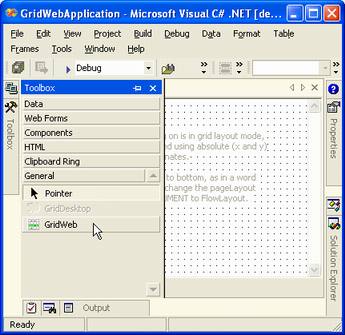 GridWebApplication - Microsoft Visual C# .NET [de...
File Edit View Project Build Debug Data Format Table
Frames Tools Window Help
Debug
Toolbox
Toolbox
Data
Web Forms
Components
HTML
Clipboard Ring
General
Pointer
GridDesktop
GridWeb
on is in grid layout mode,
d using absolute (x and y)
nates.
to bottom, as in a word
change the pageLayout
UMENT to FlowLayout.
Properties
Solution Explorer
Output
Ready